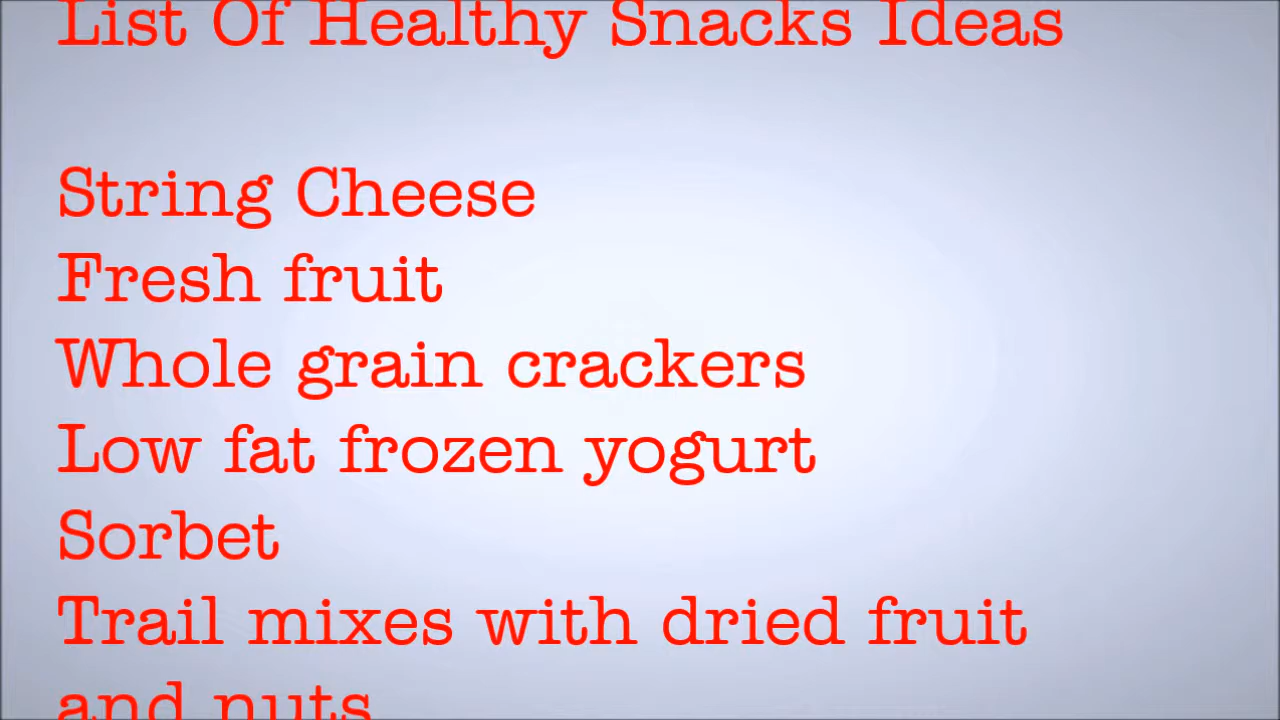 List Of Healthy Snacks Ideas
String Cheese
Fresh fruit
Whole grain crackers
Low fat frozen yogurt
Sorbet
Trail mixes with dried fruit
and nuts